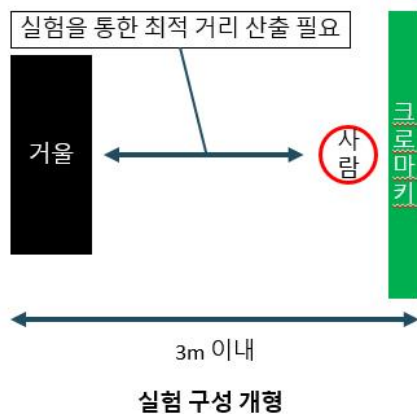 실험을 통한 최적 거리 산출 필요
거울
사
람
크
로
마
키
3m 이내
실험 구성 개형